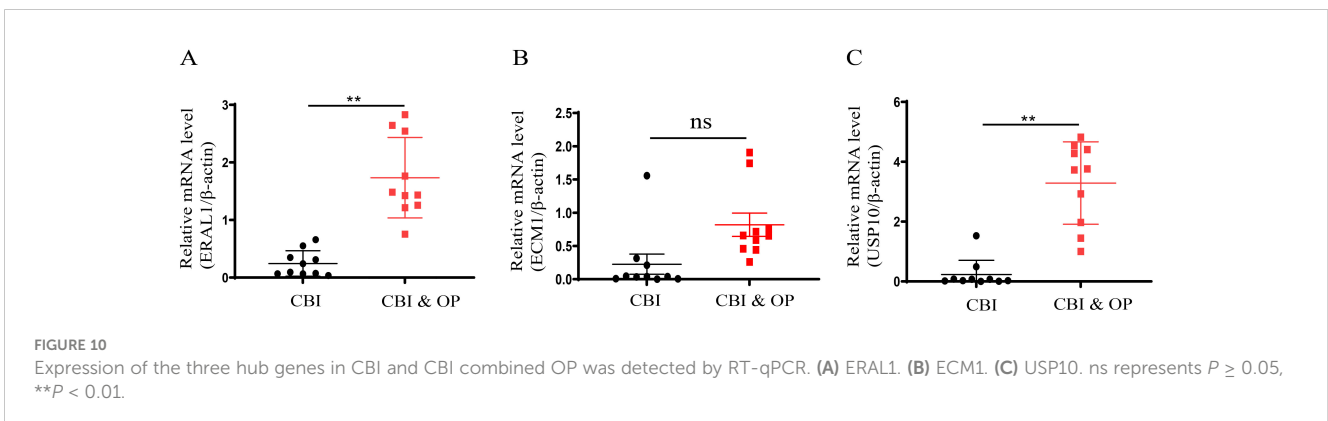 A
B
C
Relative mRNA level
(ERAL1/β-actin)
3
2
1
0
**
CBI
CBI & OP
Relative mRNA level
(ECM1/β-actin)
2.5
2.0
1.5
1.0
0.5
0.0
ns
CBI
CBI & OP
Relative mRNA level
(USP10/β-actin)
6
4
2
0
**
CBI
CBI & OP
FIGURE 10
Expression of the three hub genes in CBI and CBI combined OP was detected by RT-qPCR. (A) ERAL1. (B) ECM1. (C) USP10. ns represents P ≥ 0.05,
**P < 0.01.